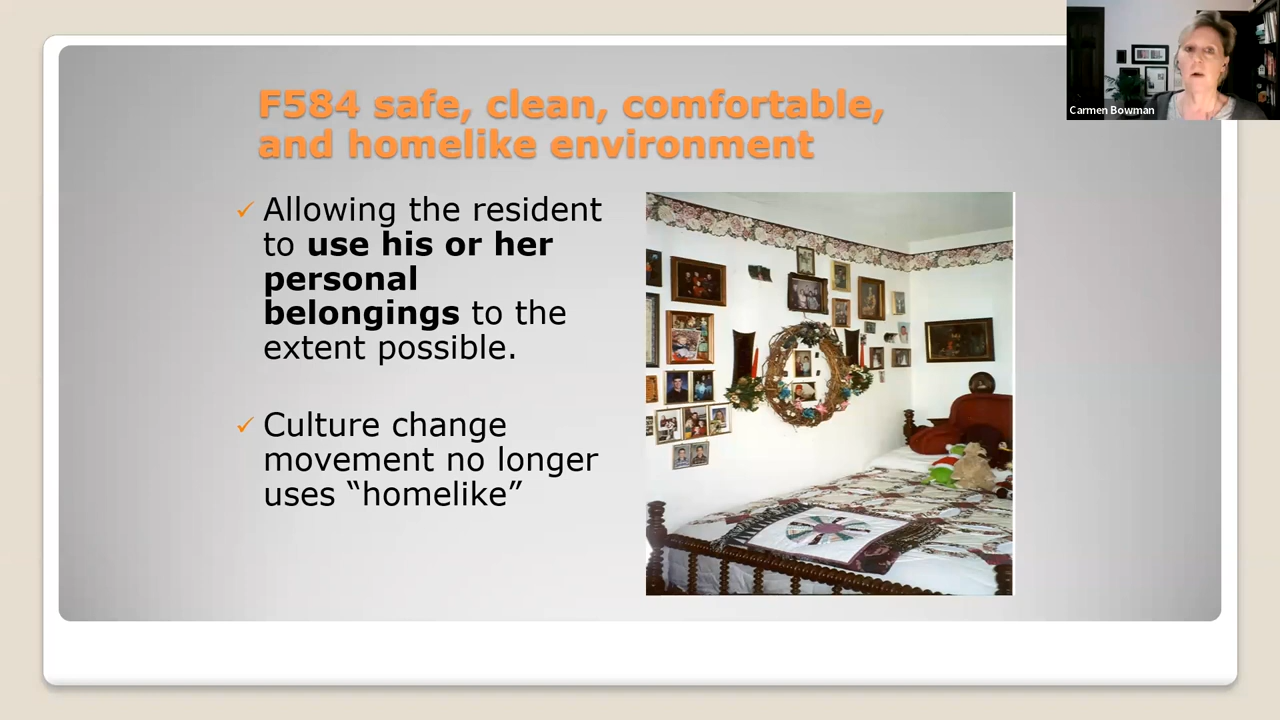 F584 safe, clean, comfortable,
and homelike environment
✓ Allowing the resident
to use his or her
personal
belongings to the
extent possible.
✓ Culture change
movement no longer
uses “homelike”
Carmen Bowman